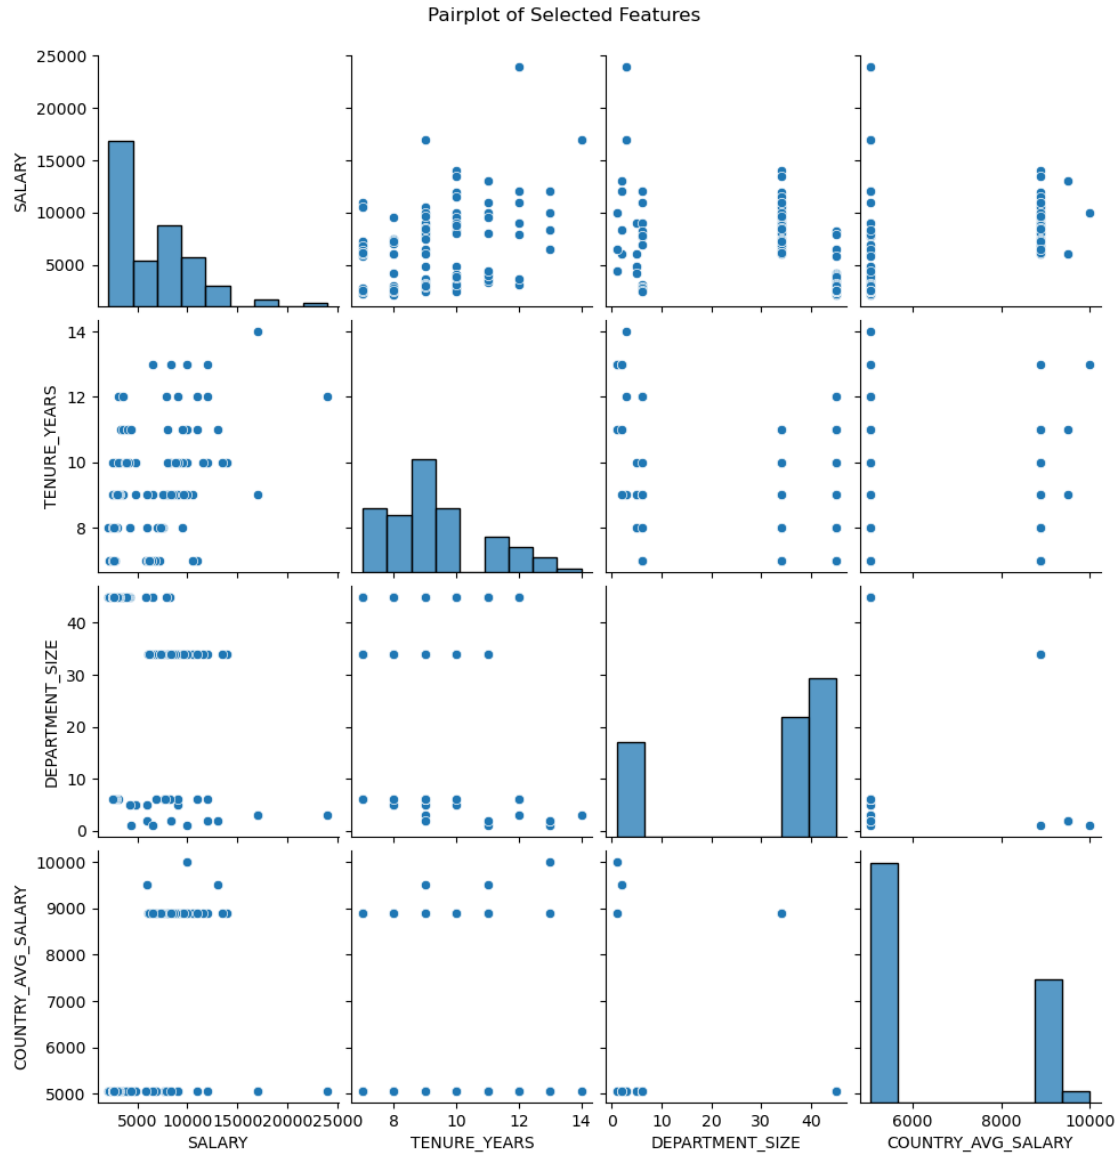 Pairplot of Selected Features
25000
20000
15000
10000
5000
SALARY
14
12
10
8
TENURE_YEARS
40
30
20
10
0
DEPARTMENT_SIZE
10000
9000
8000
7000
6000
5000
COUNTRY_AVG_SALARY
5000 10000 15000 20000 25000
8 10 12 14
0 10 20 30 40
6000 8000 10000
SALARY
TENURE_YEARS
DEPARTMENT_SIZE
COUNTRY_AVG_SALARY